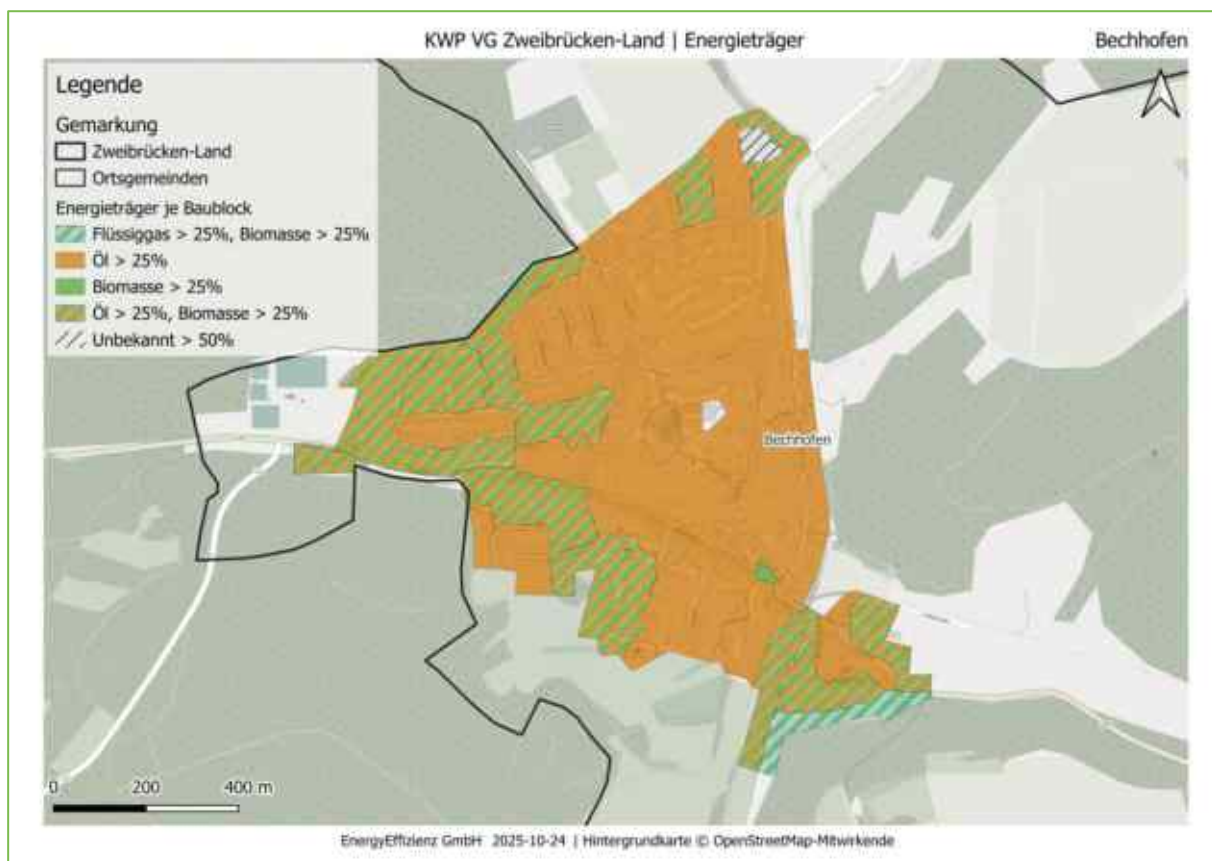 KWP VG Zweibrücken-Land | Energieträger
Bechhofen
Legende
Gemarkung
Zweibrücken-Land
Ortsgemeinden
Energieträger je Baublock
Flüssiggas > 25%, Biomasse > 25%
Öl > 25%
Biomasse > 25%
Öl > 25%, Biomasse > 25%
Unbekannt > 50%
Bechhofen
0 200 400 m
EnergyEffizienz GmbH 2025-10-24 | Hintergrundkarte © OpenStreetMap-Mitwirkende